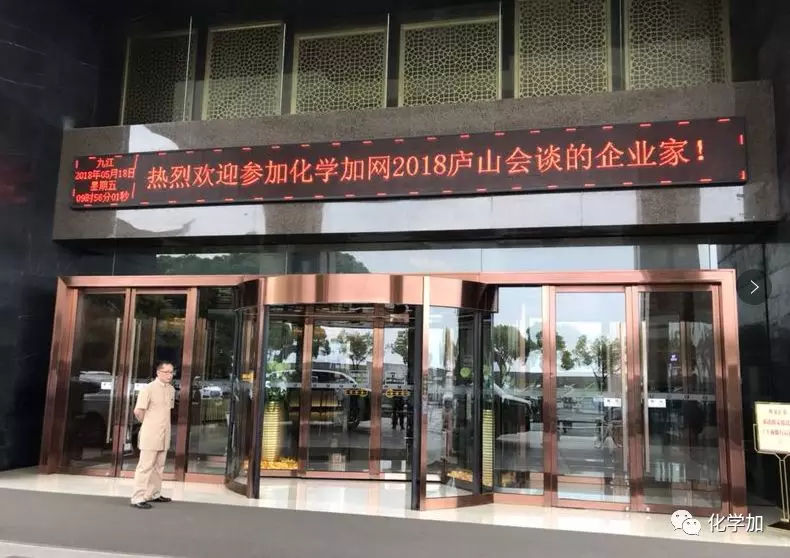 九江
2018年05月18日
星期五
09时56分01秒
热烈欢迎参加化学加网2018庐山会谈的企业家！
化学加